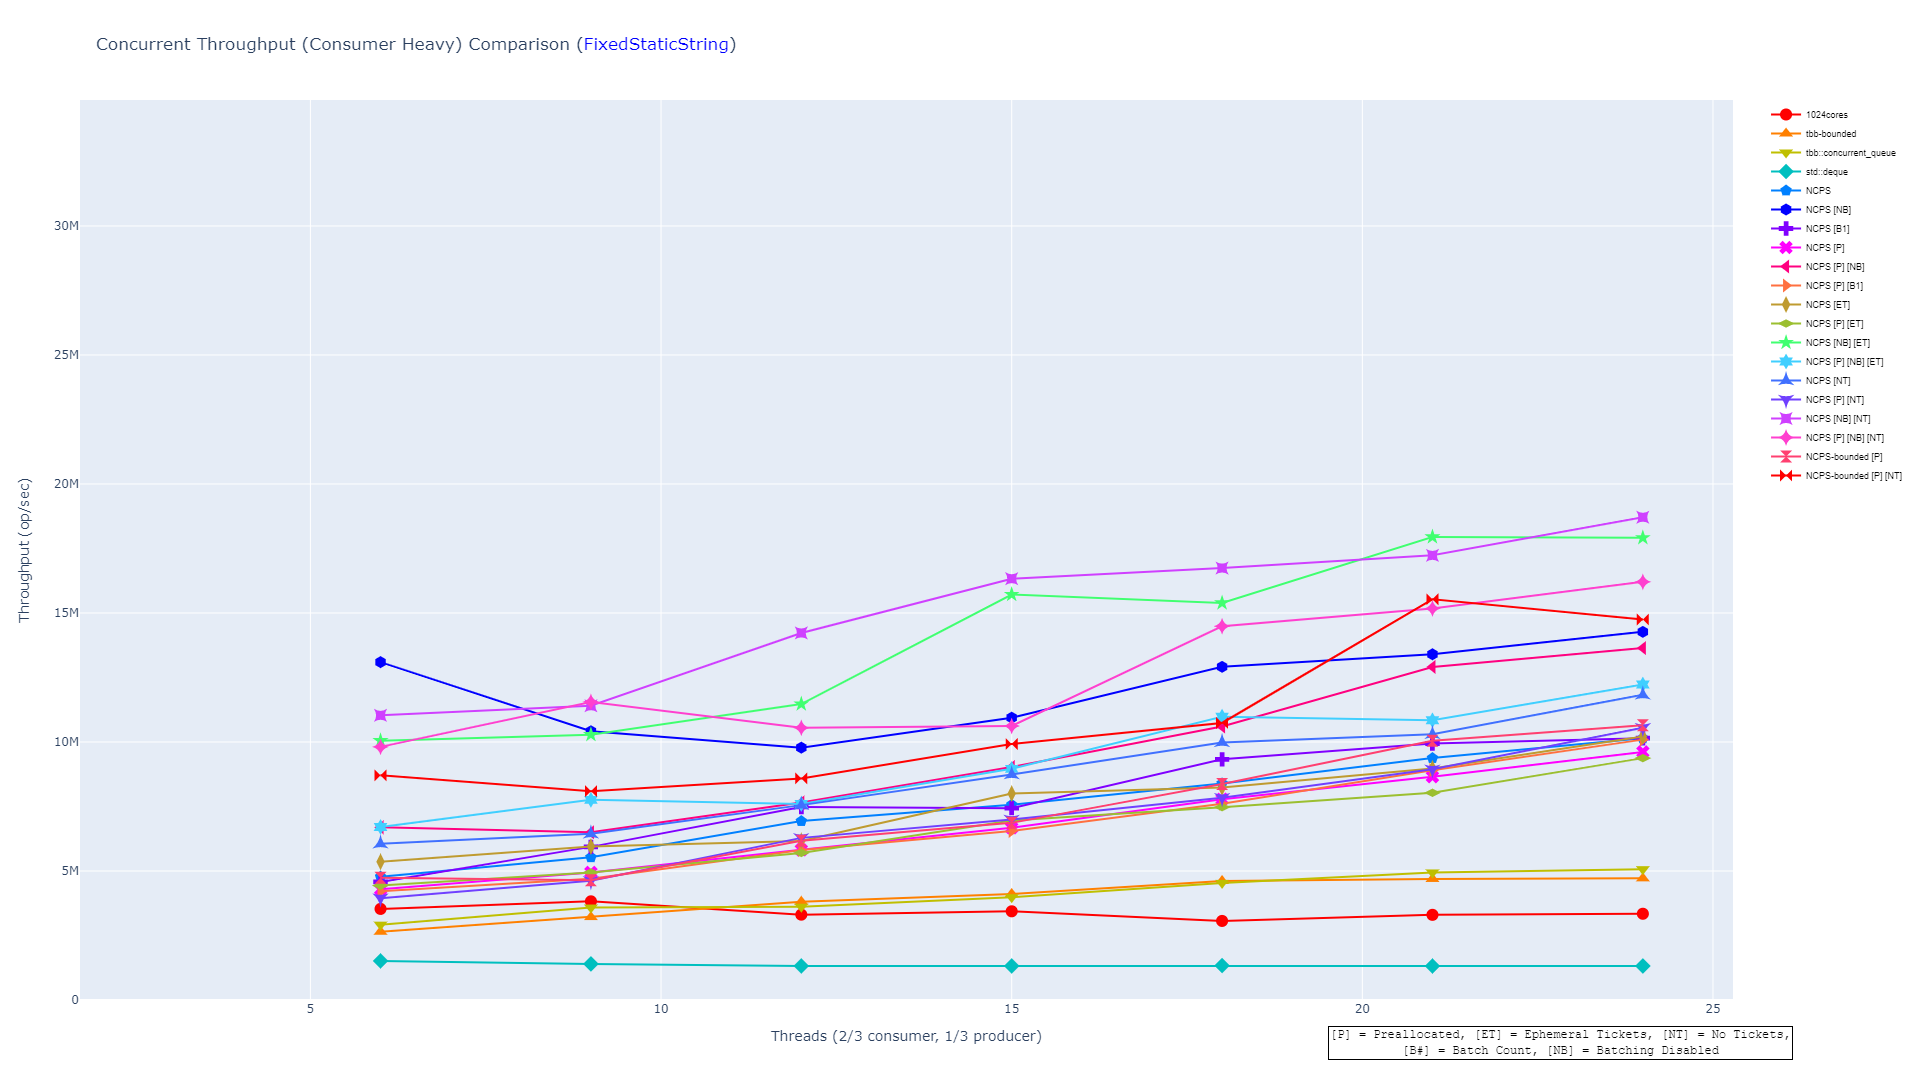 Concurrent Throughput (Consumer Heavy) Comparison (FixedStaticString)
30M
25M
20M
15M
10M
5M
0
Throughput (op/sec)
5
10
15
20
25
Threads (2/3 consumer, 1/3 producer)
1024cores
tbb-bounded
tbb::concurrent_queue
std::deque
NCPS
NCPS [NB]
NCPS [B1]
NCPS [P]
NCPS [P] [NB]
NCPS [P] [B1]
NCPS [ET]
NCPS [P] [ET]
NCPS [NB] [ET]
NCPS [P] [NB] [ET]
NCPS [NT]
NCPS [P] [NT]
NCPS [NB] [NT]
NCPS [P] [NB] [NT]
NCPS-bounded [P]
NCPS-bounded [P] [NT]
[P] = Preallocated, [ET] = Ephemeral Tickets, [NT] = No Tickets,
[B#] = Batch Count, [NB] = Batching Disabled